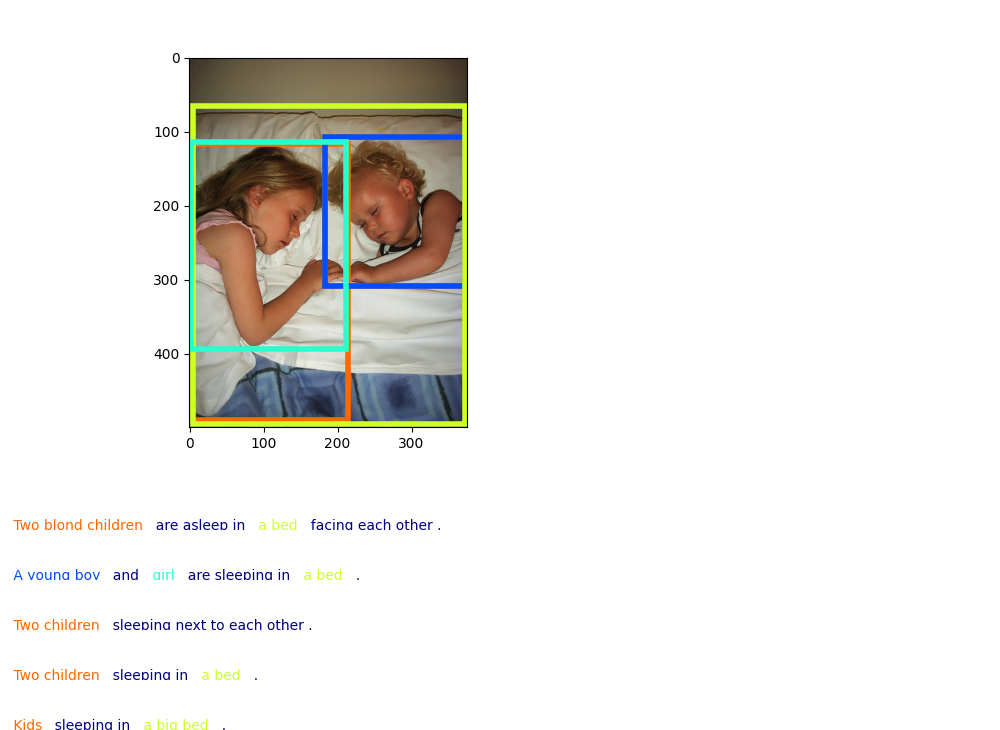 0
100
200
300
400
0 100 200 300
Two blond children are asleep in a bed facing each other .
A young boy and girl are sleeping in a bed .
Two children sleeping next to each other .
Two children sleeping in a bed .
Kids sleeping in a big bed .